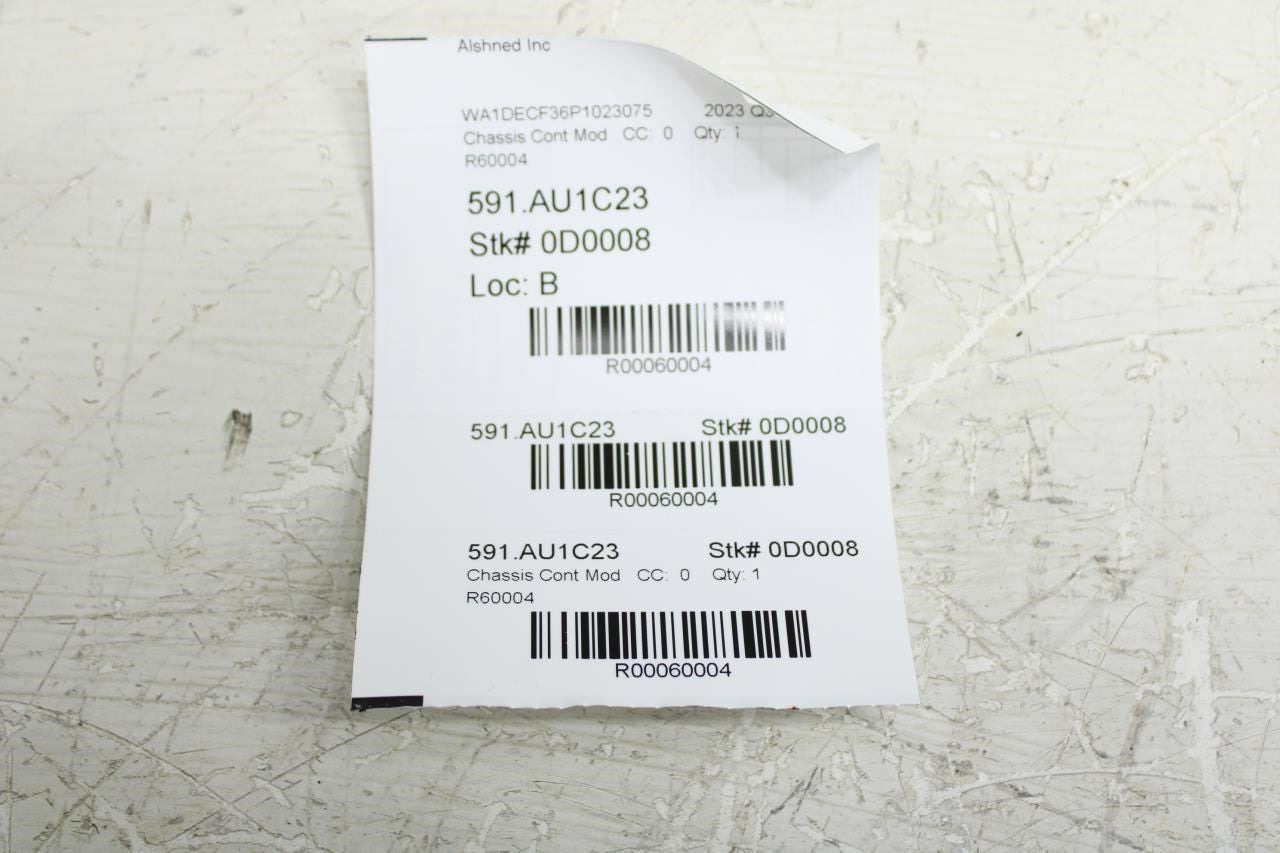 Alshned Inc
WA1DECF36P1023075 2023 Q3
Chassis Cont Mod CC: 0 Qty: 1
R60004
591.AU1C23
Stk# 0D0008
Loc: B
R00060004
591.AU1C23 Stk# 0D0008
R00060004
591.AU1C23 Stk# 0D0008
Chassis Cont Mod CC: 0 Qty: 1
R60004
R00060004